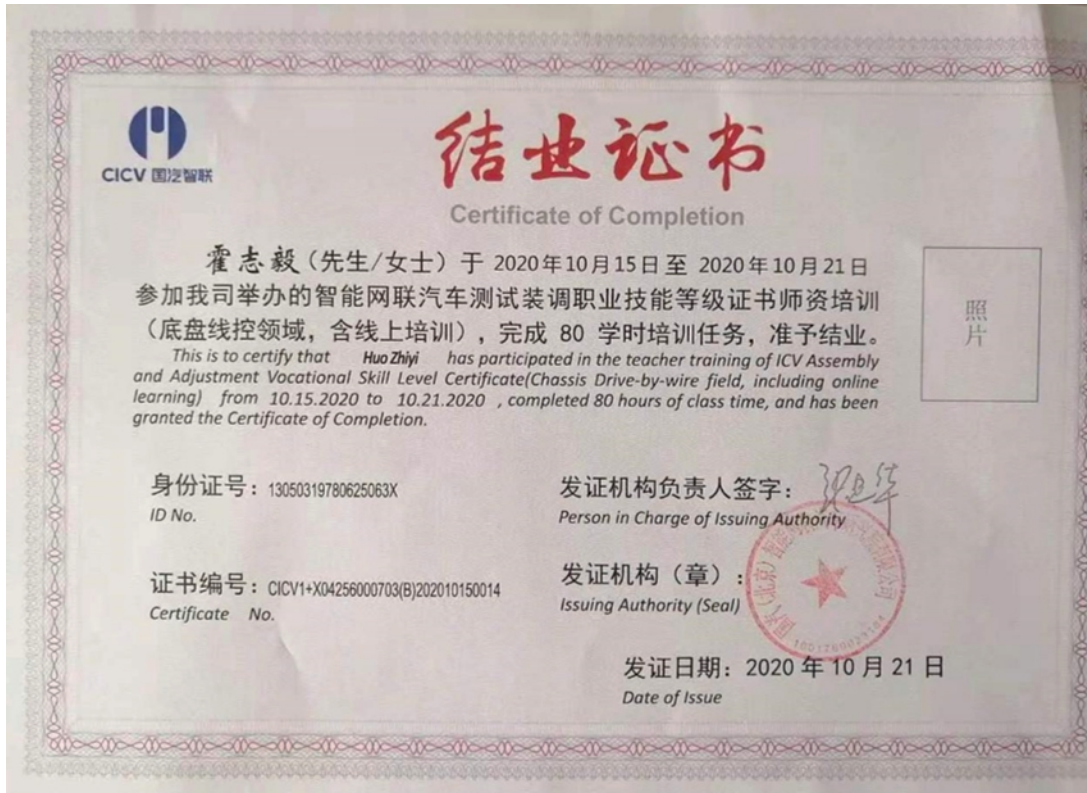 CICV 国汽智联
结业证书
Certificate of Completion
霍志毅(先生/女士)于 2020年10月15日至 2020年10月21日
参加我司举办的智能网联汽车测试装调职业技能等级证书师资培训
(底盘线控领域,含线上培训),完成 80 学时培训任务,准予结业。
This is to certify that Huo Zhiyi has participated in the teacher training of ICV Assembly
and Adjustment Vocational Skill Level Certificate(Chassis Drive-by-wire field, including online
learning) from 10.15.2020 to 10.21.2020 , completed 80 hours of class time, and has been
granted the Certificate of Completion.
照片
身份证号:13050319780625063X
ID No.
发证机构负责人签字:
Person in Charge of Issuing Authority
证书编号:CICV1+X04256000703(B)202010150014
Certificate No.
发证机构(章):
Issuing Authority (Seal)
发证日期:2020 年 10 月 21 日
Date of Issue